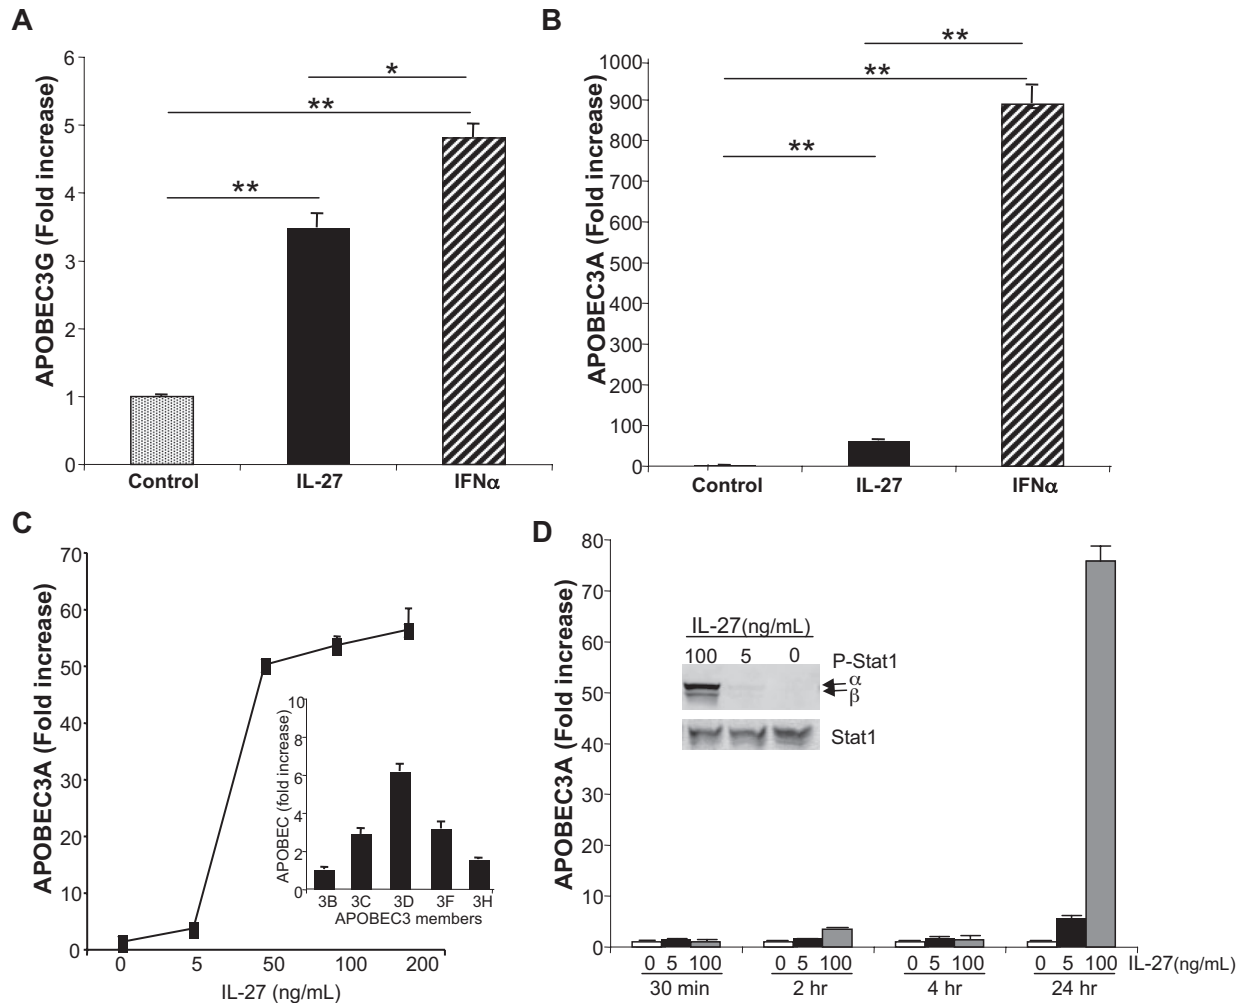 A
APOBEC3G (Fold increase)
6
5
4
3
2
1
0
*
**
**
Control IL-27 IFNα
B
APOBEC3A (Fold increase)
1000
900
800
700
600
500
400
300
200
100
0
**
**
**
Control IL-27 IFNα
C
APOBEC3A (Fold increase)
70
60
50
40
30
20
10
0
0 5 50 100 200
IL-27 (ng/mL)
APOBEC (fold increase)
10
8
6
4
2
0
3B 3C 3D 3F 3H
APOBEC3 members
D
APOBEC3A (Fold increase)
80
70
60
50
40
30
20
10
0
IL-27(ng/mL)
100 5 0
P-Stat1
α
β
Stat1
0 5 100 0 5 100 0 5 100 0 5 100 IL-27(ng/mL)
30 min 2 hr 4 hr 24 hr